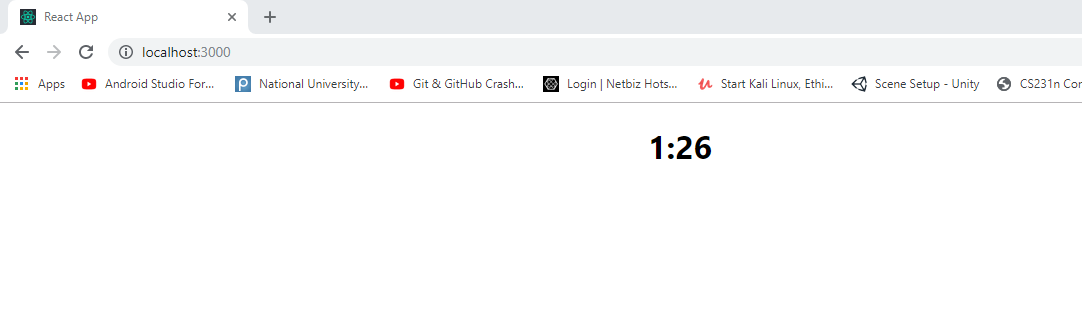 React App
localhost:3000
Apps Android Studio For... National University... Git & GitHub Crash... Login | Netbiz Hots... Start Kali Linux, Ethi... Scene Setup - Unity CS231n Cor
1:26